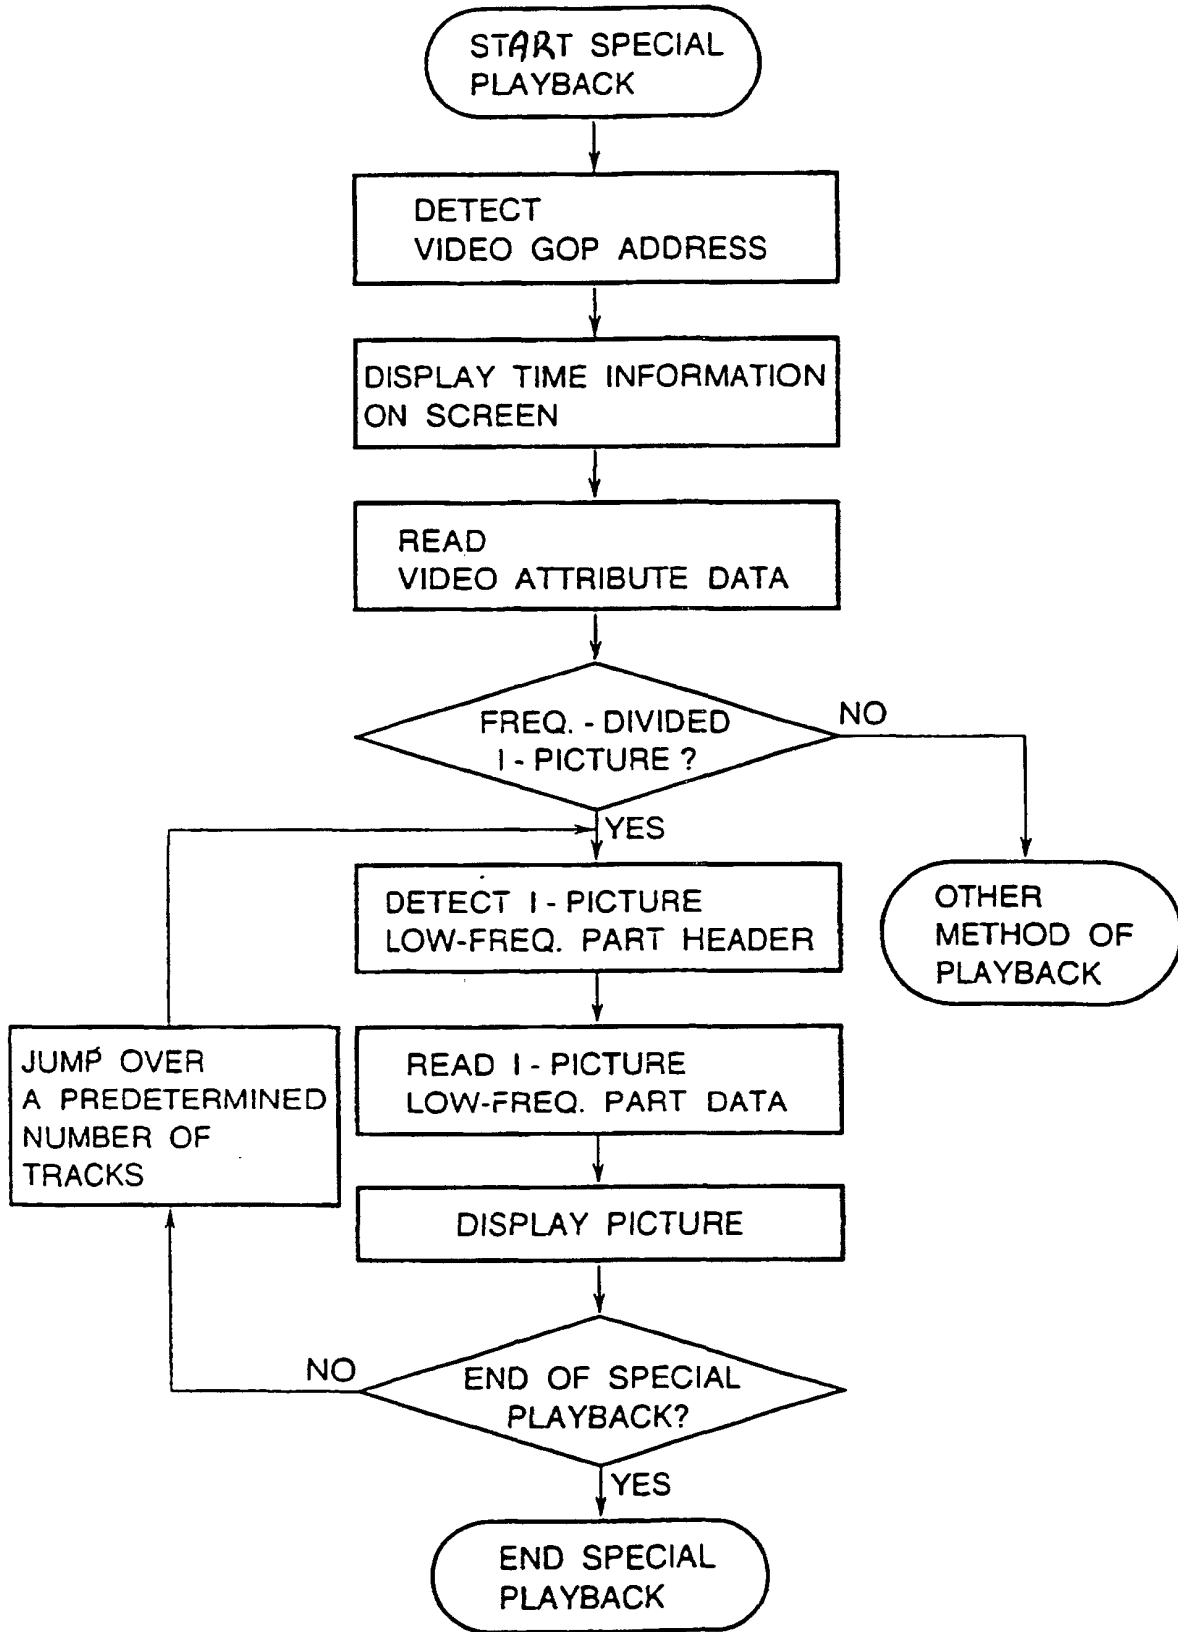 START SPECIAL
PLAYBACK
DETECT
VIDEO GOP ADDRESS
DISPLAY TIME INFORMATION
ON SCREEN
READ
VIDEO ATTRIBUTE DATA
FREQ. - DIVIDED
I - PICTURE ?
NO
YES
DETECT I - PICTURE
LOW-FREQ. PART HEADER
OTHER
METHOD OF
PLAYBACK
JUMP OVER
A PREDETERMINED
NUMBER OF
TRACKS
READ I - PICTURE
LOW-FREQ. PART DATA
DISPLAY PICTURE
NO
END OF SPECIAL
PLAYBACK?
YES
END SPECIAL
PLAYBACK